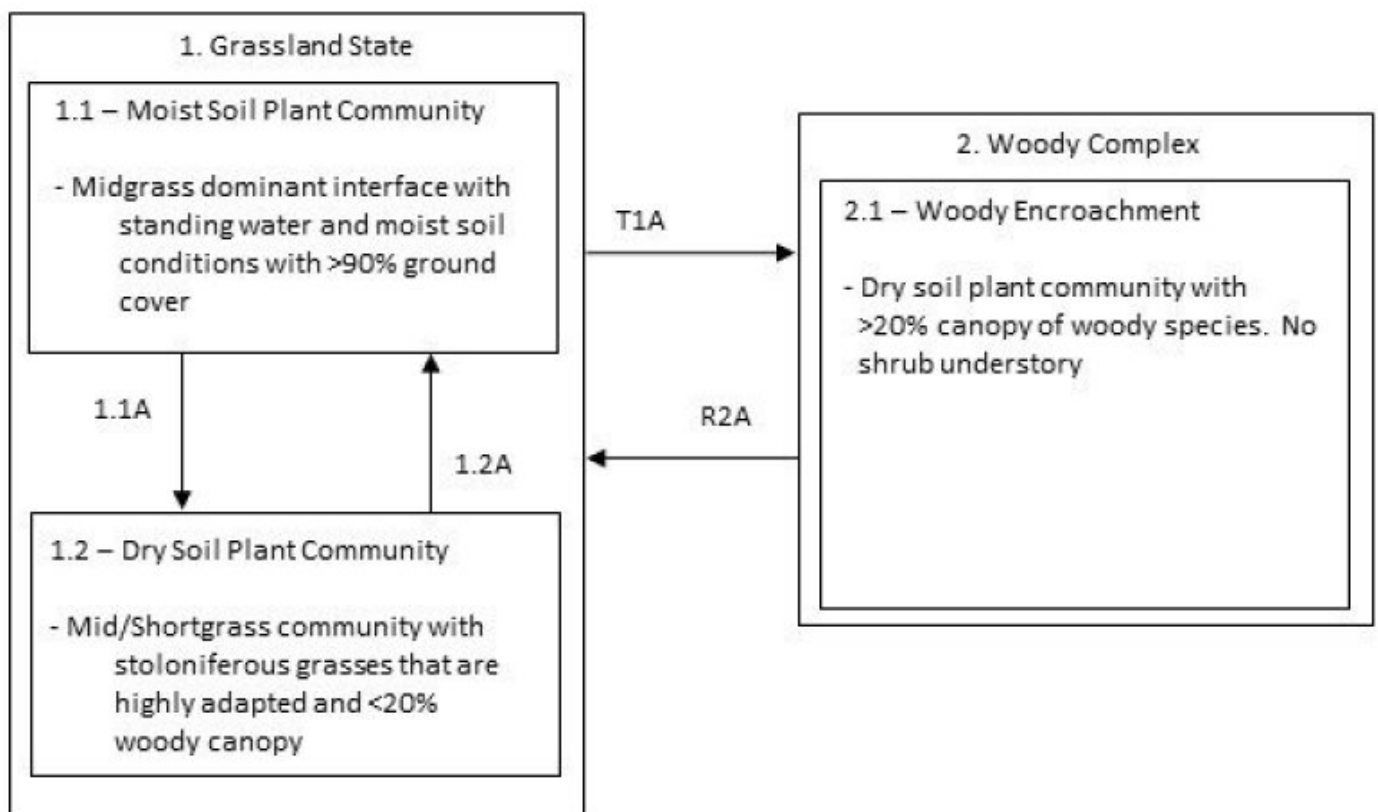 1. Grassland State
1.1 – Moist Soil Plant Community
- Midgrass dominant interface with
standing water and moist soil
conditions with >90% ground
cover
1.1A
1.2A
1.2 – Dry Soil Plant Community
- Mid/Shortgrass community with
stoloniferous grasses that are
highly adapted and <20%
woody canopy
T1A
R2A
2. Woody Complex
2.1 – Woody Encroachment
- Dry soil plant community with
>20% canopy of woody species.  No
shrub understory